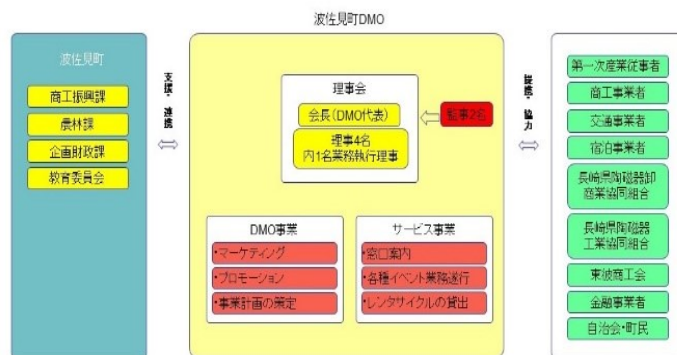 波佐見町DMO
波佐見町
商工振興課
農林課
企画財政課
教育委員会
支援・連携
理事会
会長（DMO代表）
理事4名
内1名業務執行理事
監事2名
DMO事業
・マーケティング
・プロモーション
・事業計画の策定
サービス事業
・窓口案内
・各種イベント業務遂行
・レンタサイクルの貸出
提携・協力
第一次産業従事者
商工事業者
交通事業者
宿泊事業者
長崎県陶磁器卸
商業協同組合
長崎県陶磁器
工業協同組合
東彼商工会
金融事業者
自治会・町民